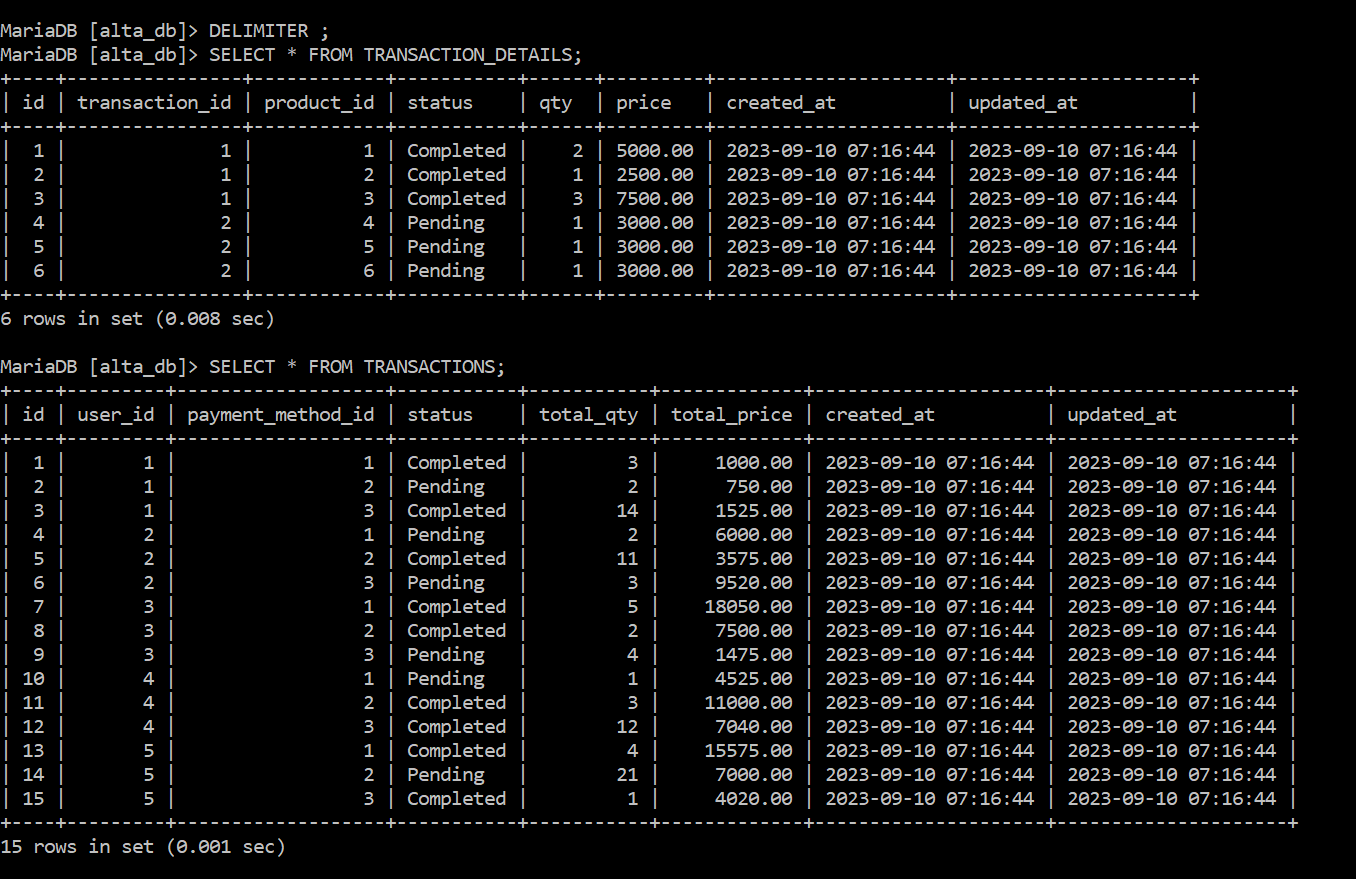 MariaDB [alta_db]> DELIMITER ;
MariaDB [alta_db]> SELECT * FROM TRANSACTION_DETAILS;
+----+----------------+------------+-----------+------+---------+---------------------+---------------------+
| id | transaction_id | product_id | status    | qty  | price   | created_at          | updated_at          |
+----+----------------+------------+-----------+------+---------+---------------------+---------------------+
|  1 |              1 |          1 | Completed |    2 | 5000.00 | 2023-09-10 07:16:44 | 2023-09-10 07:16:44 |
|  2 |              1 |          2 | Completed |    1 | 2500.00 | 2023-09-10 07:16:44 | 2023-09-10 07:16:44 |
|  3 |              1 |          3 | Completed |    3 | 7500.00 | 2023-09-10 07:16:44 | 2023-09-10 07:16:44 |
|  4 |              2 |          4 | Pending   |    1 | 3000.00 | 2023-09-10 07:16:44 | 2023-09-10 07:16:44 |
|  5 |              2 |          5 | Pending   |    1 | 3000.00 | 2023-09-10 07:16:44 | 2023-09-10 07:16:44 |
|  6 |              2 |          6 | Pending   |    1 | 3000.00 | 2023-09-10 07:16:44 | 2023-09-10 07:16:44 |
+----+----------------+------------+-----------+------+---------+---------------------+---------------------+
6 rows in set (0.008 sec)

MariaDB [alta_db]> SELECT * FROM TRANSACTIONS;
+----+---------+-------------------+-----------+-----------+-------------+---------------------+---------------------+
| id | user_id | payment_method_id | status    | total_qty | total_price | created_at          | updated_at          |
+----+---------+-------------------+-----------+-----------+-------------+---------------------+---------------------+
|  1 |       1 |                 1 | Completed |         3 |     1000.00 | 2023-09-10 07:16:44 | 2023-09-10 07:16:44 |
|  2 |       1 |                 2 | Pending   |         2 |      750.00 | 2023-09-10 07:16:44 | 2023-09-10 07:16:44 |
|  3 |       1 |                 3 | Completed |        14 |     1525.00 | 2023-09-10 07:16:44 | 2023-09-10 07:16:44 |
|  4 |       2 |                 1 | Pending   |         2 |     6000.00 | 2023-09-10 07:16:44 | 2023-09-10 07:16:44 |
|  5 |       2 |                 2 | Completed |        11 |     3575.00 | 2023-09-10 07:16:44 | 2023-09-10 07:16:44 |
|  6 |       2 |                 3 | Pending   |         3 |     9520.00 | 2023-09-10 07:16:44 | 2023-09-10 07:16:44 |
|  7 |       3 |                 1 | Completed |         5 |    18050.00 | 2023-09-10 07:16:44 | 2023-09-10 07:16:44 |
|  8 |       3 |                 2 | Completed |         2 |     7500.00 | 2023-09-10 07:16:44 | 2023-09-10 07:16:44 |
|  9 |       3 |                 3 | Pending   |         4 |     1475.00 | 2023-09-10 07:16:44 | 2023-09-10 07:16:44 |
| 10 |       4 |                 1 | Pending   |         1 |     4525.00 | 2023-09-10 07:16:44 | 2023-09-10 07:16:44 |
| 11 |       4 |                 2 | Completed |         3 |    11000.00 | 2023-09-10 07:16:44 | 2023-09-10 07:16:44 |
| 12 |       4 |                 3 | Completed |        12 |     7040.00 | 2023-09-10 07:16:44 | 2023-09-10 07:16:44 |
| 13 |       5 |                 1 | Completed |         4 |    15575.00 | 2023-09-10 07:16:44 | 2023-09-10 07:16:44 |
| 14 |       5 |                 2 | Pending   |        21 |     7000.00 | 2023-09-10 07:16:44 | 2023-09-10 07:16:44 |
| 15 |       5 |                 3 | Completed |         1 |     4020.00 | 2023-09-10 07:16:44 | 2023-09-10 07:16:44 |
+----+---------+-------------------+-----------+-----------+-------------+---------------------+---------------------+
15 rows in set (0.001 sec)